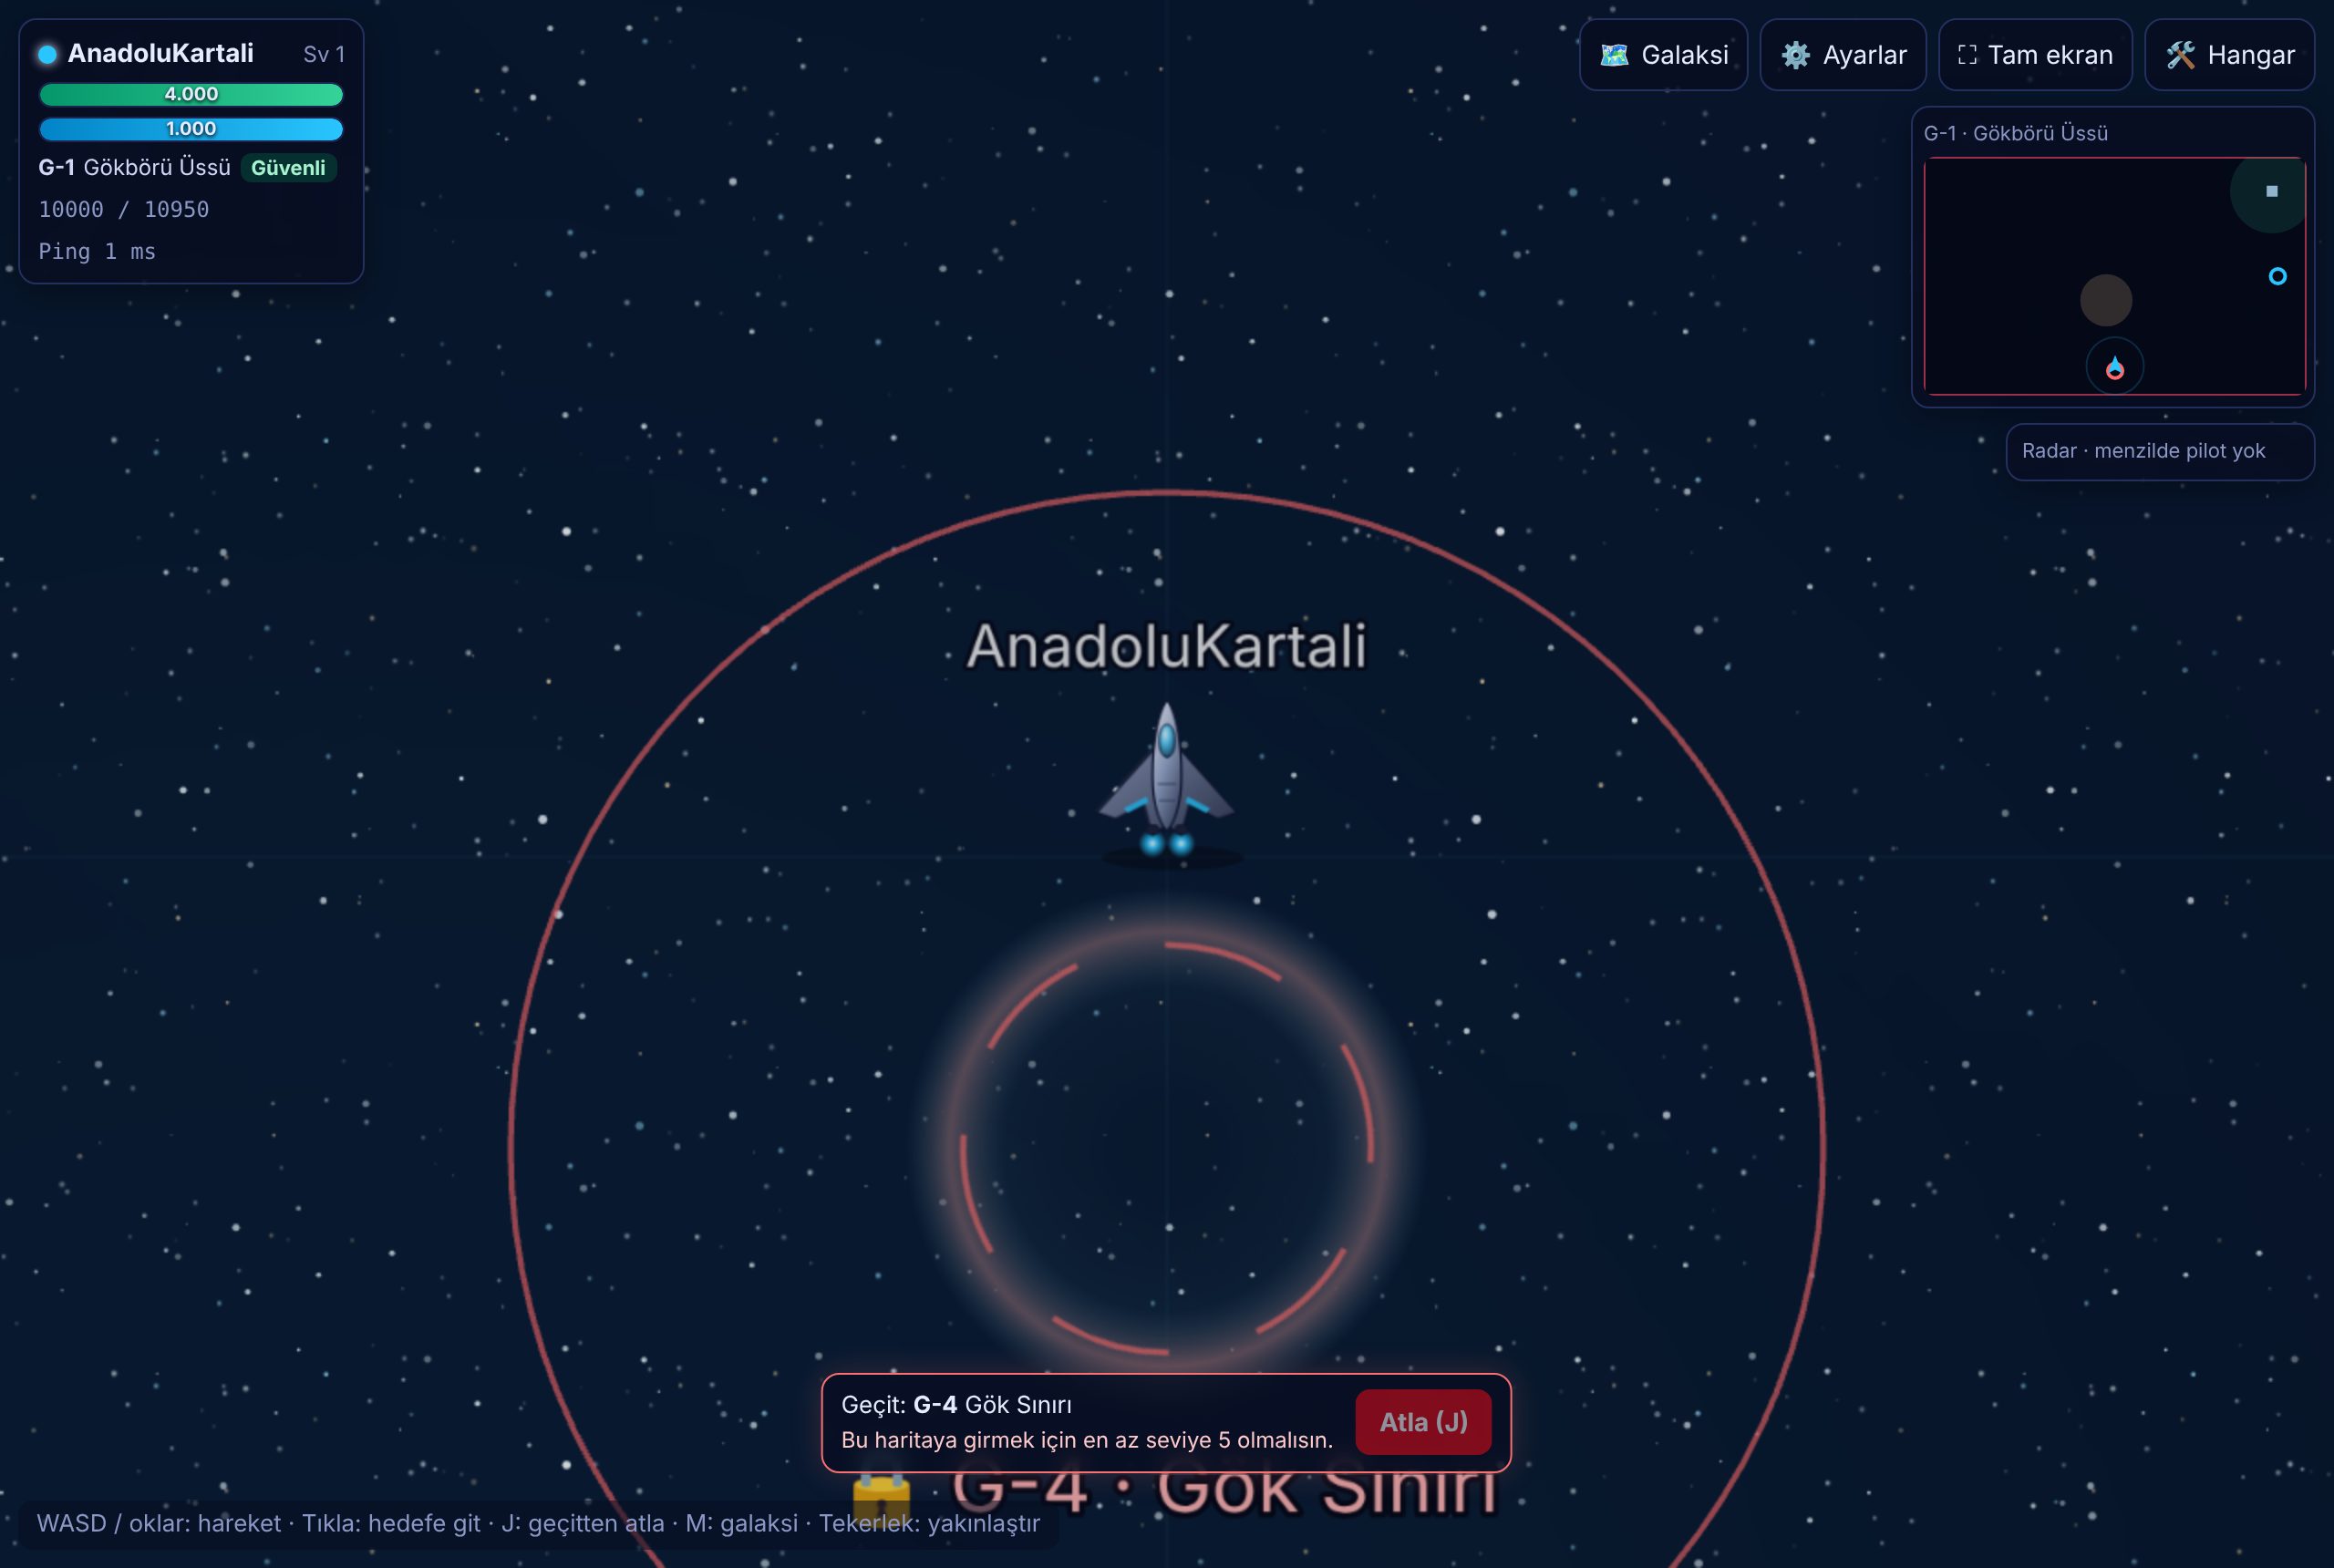 AnadoluKartali Sv 1
4.000
1.000
G-1 Gökbörü Üssü Güvenli
10000 / 10950
Ping 1 ms
🗺️ Galaksi
⚙️ Ayarlar
⛶ Tam ekran
🛠️ Hangar
G-1 · Gökbörü Üssü
Radar · menzilde pilot yok
AnadoluKartali
Geçit: G-4 Gök Sınırı
Bu haritaya girmek için en az seviye 5 olmalısın.
Atla (J)
🔒 G-4 · Gök Sınırı
WASD / oklar: hareket · Tıkla: hedefe git · J: geçitten atla · M: galaksi · Tekerlek: yakınlaştır